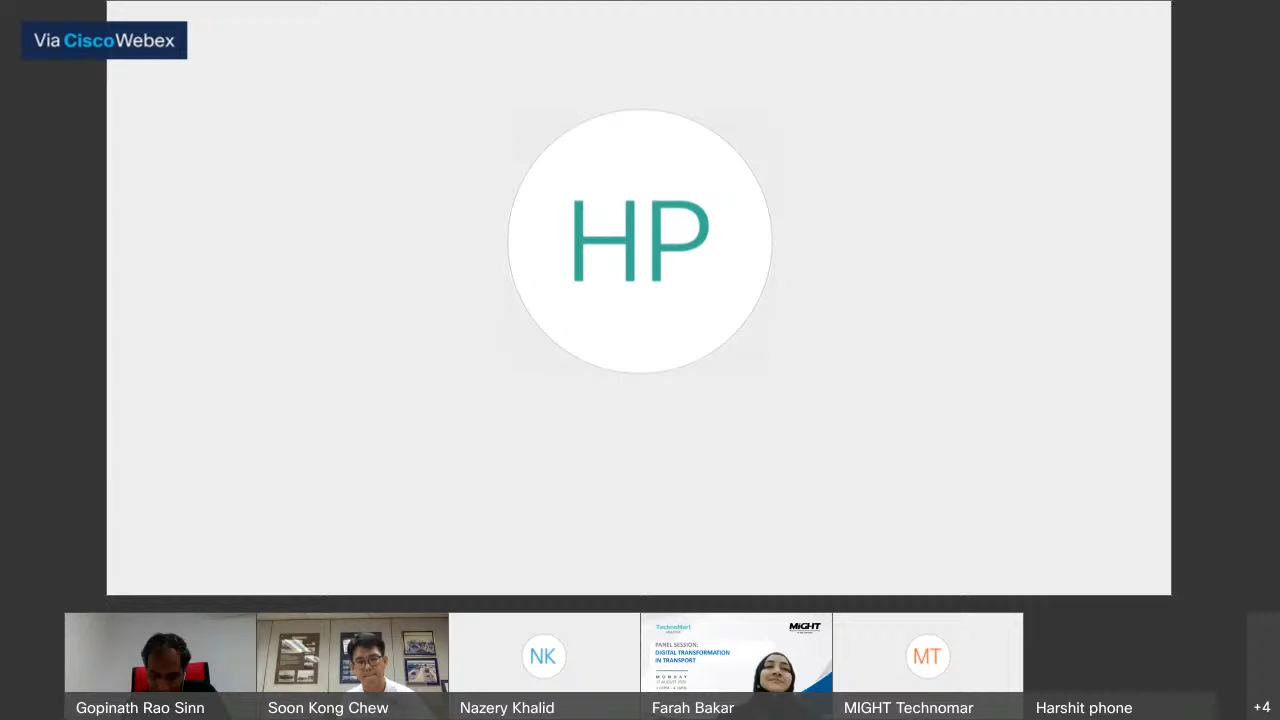 Via CiscoWebex
HP
NK
TechnoMart
MiGHT
PANEL SESSION:
DIGITAL TRANSFORMATION
IN TRANSPORT
MONDAY
MT
Gopinath Rao Sinn
Soon Kong Chew
Nazery Khalid
Farah Bakar
MIGHT Technomar
Harshit phone
+4